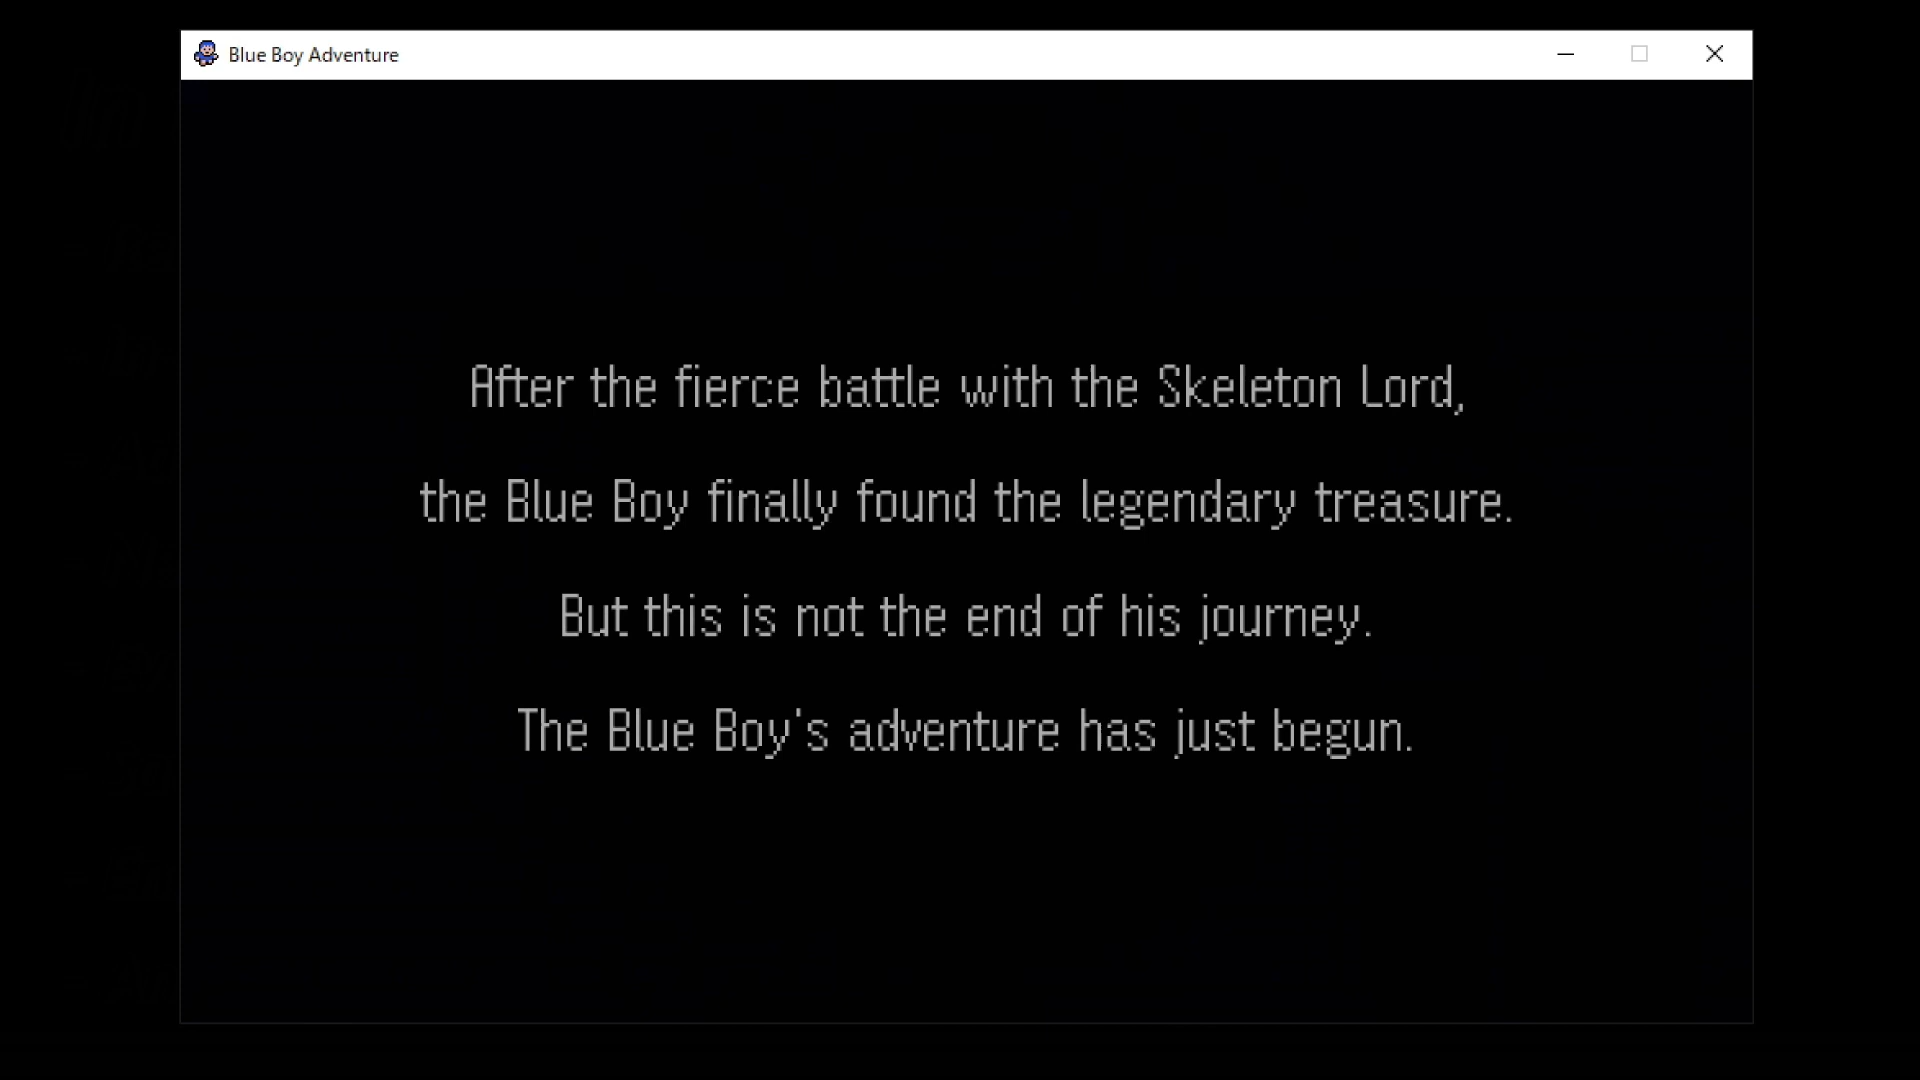 Blue Boy Adventure
After the fierce battle with the Skeleton Lord,
the Blue Boy finally found the legendary treasure.
But this is not the end of his journey.
The Blue Boy's adventure has just begun.